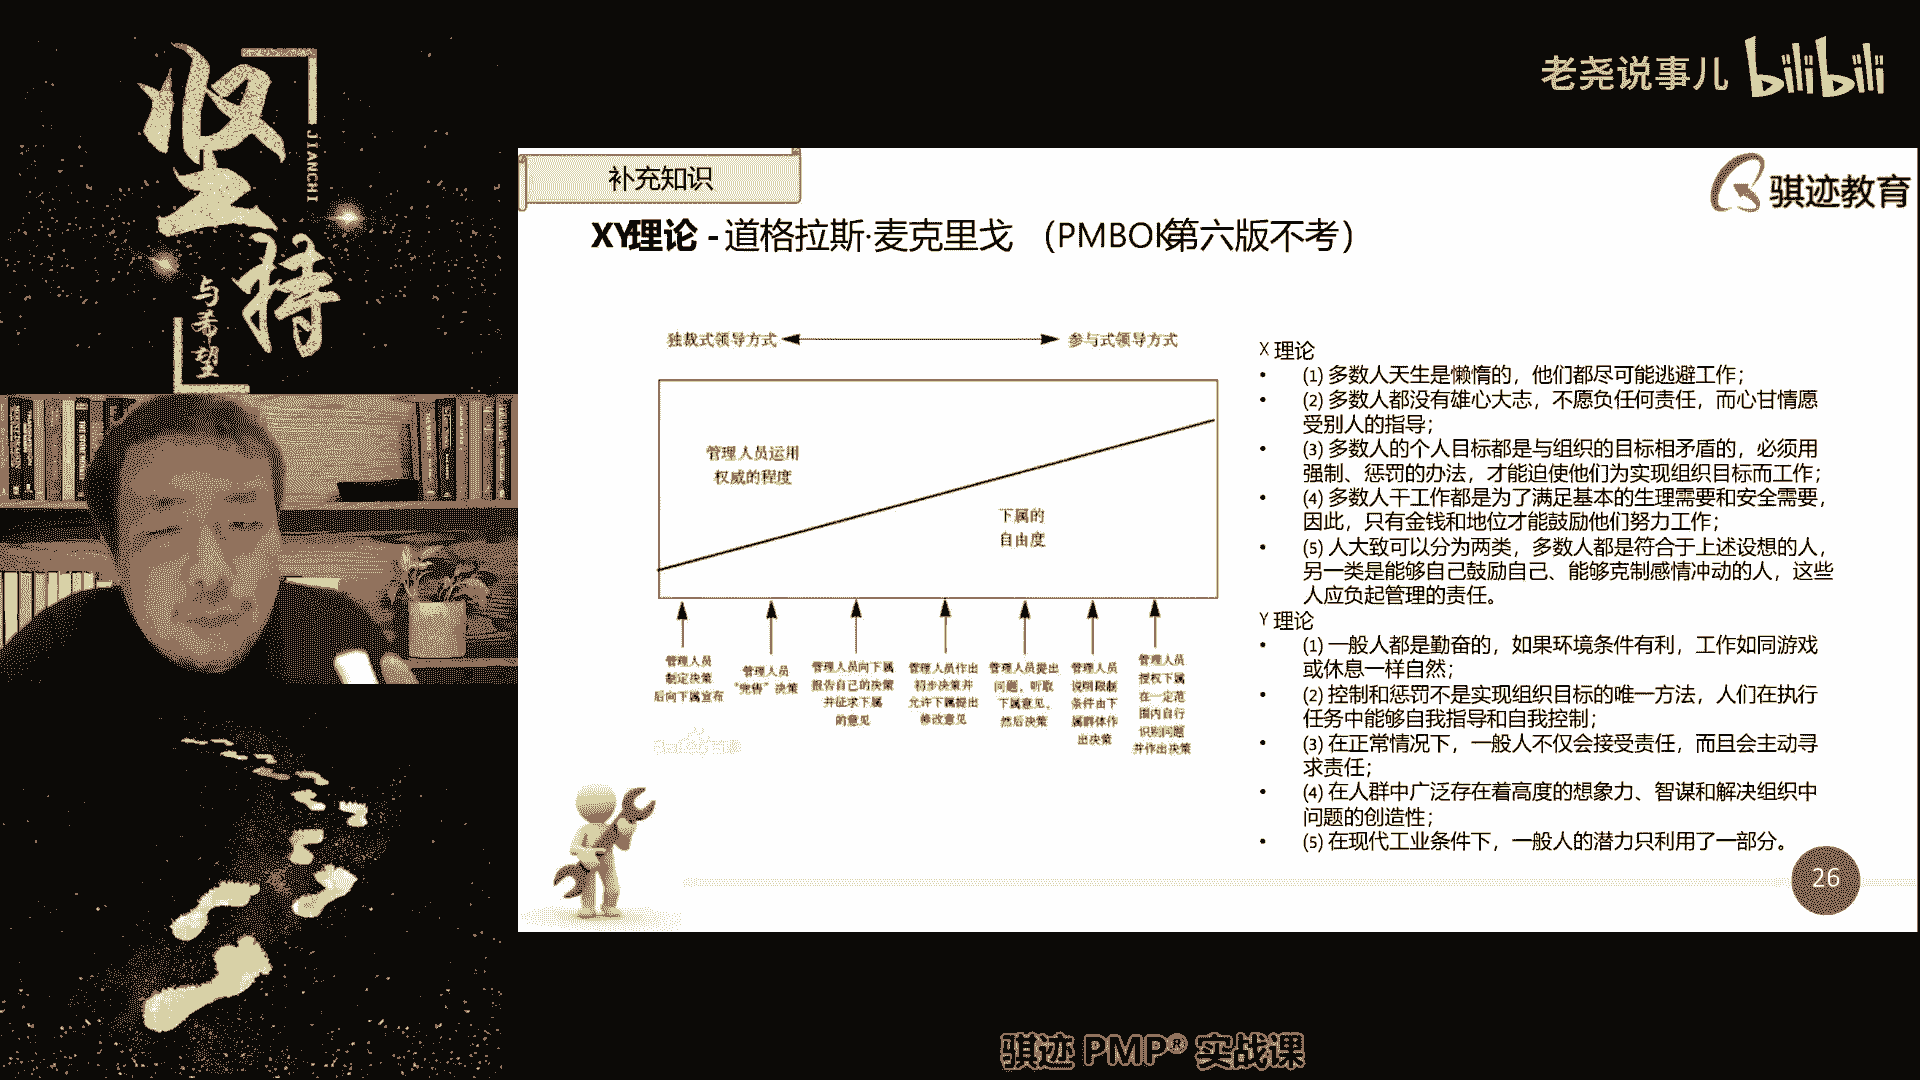 坚持
JIANCHI
与希望
老尧说事儿 bilibili
补充知识
骐迹教育
XY理论 - 道格拉斯·麦克里戈 （PMBOK第六版不考）
独裁式领导方式
参与式领导方式
管理人员运用
权威的程度
下属的
自由度
管理人员
制定决策
后向下属宣布
管理人员
“兜售”决策
管理人员向下属
报告自己的决策
并征求下属
的意见
管理人员作出
初步决策并
允许下属提出
修改意见
管理人员提出
问题，听取
下属意见，
然后决策
管理人员
说明限制
条件由下
属群体作
出决策
管理人员
授权下属
在一定范
围内自行
识别问题
并作出决策
X 理论
• (1) 多数人天生是懒惰的，他们都尽可能逃避工作；
• (2) 多数人都没有雄心大志，不愿负任何责任，而心甘情愿
受别人的指导；
• (3) 多数人的个人目标都是与组织的目标相矛盾的，必须用
强制、惩罚的办法，才能迫使他们为实现组织目标而工作；
• (4) 多数人干工作都是为了满足基本的生理需要和安全需要，
因此，只有金钱和地位才能鼓励他们努力工作；
• (5) 人大致可以分为两类，多数人都是符合于上述设想的人，
另一类是能够自己鼓励自己、能够克制感情冲动的人，这些
人应负起管理的责任。
Y 理论
• (1) 一般人都是勤奋的，如果环境条件有利，工作如同游戏
或休息一样自然；
• (2) 控制和惩罚不是实现组织目标的唯一方法，人们在执行
任务中能够自我指导和自我控制；
• (3) 在正常情况下，一般人不仅会接受责任，而且会主动寻
求责任；
• (4) 在人群中广泛存在着高度的想象力、智谋和解决组织中
问题的创造性；
• (5) 在现代工业条件下，一般人的潜力只利用了一部分。
26
骐迹 PMP® 实战课